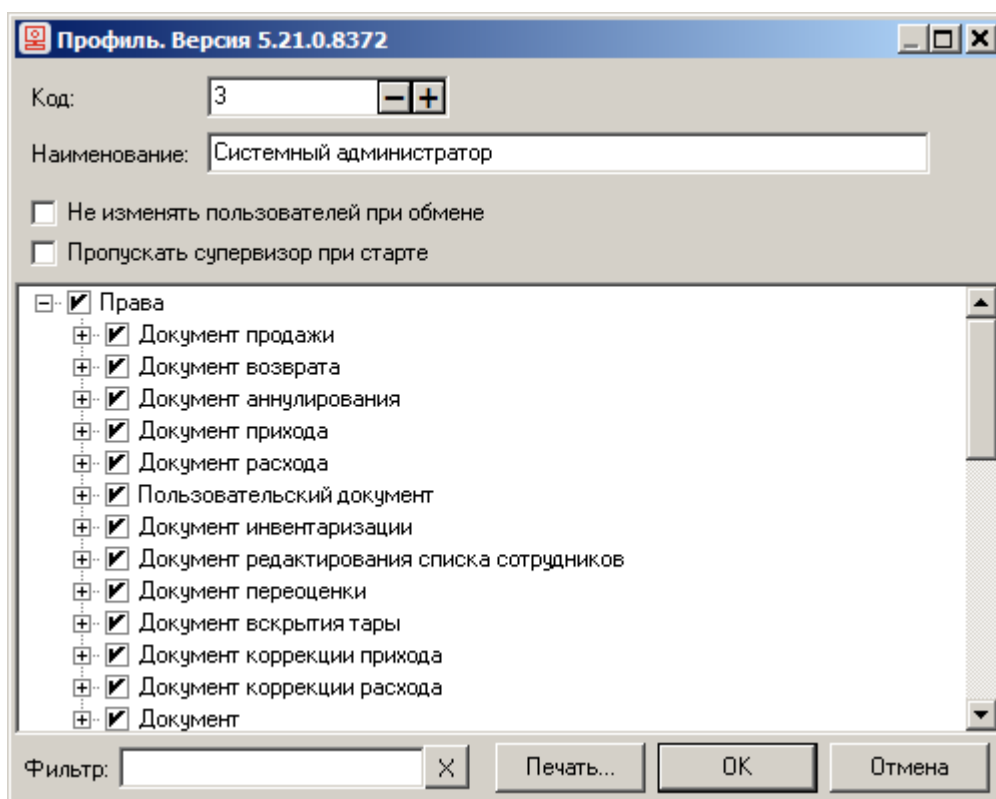 Профиль. Версия 5.21.0.8372
Код: 3
Наименование: Системный администратор
Не изменять пользователей при обмене
Пропускать супервизор при старте
Права
Документ продажи
Документ возврата
Документ аннулирования
Документ прихода
Документ расхода
Пользовательский документ
Документ инвентаризации
Документ редактирования списка сотрудников
Документ переоценки
Документ вскрытия тары
Документ коррекции прихода
Документ коррекции расхода
Документ
Фильтр: X Печать... ОК Отмена